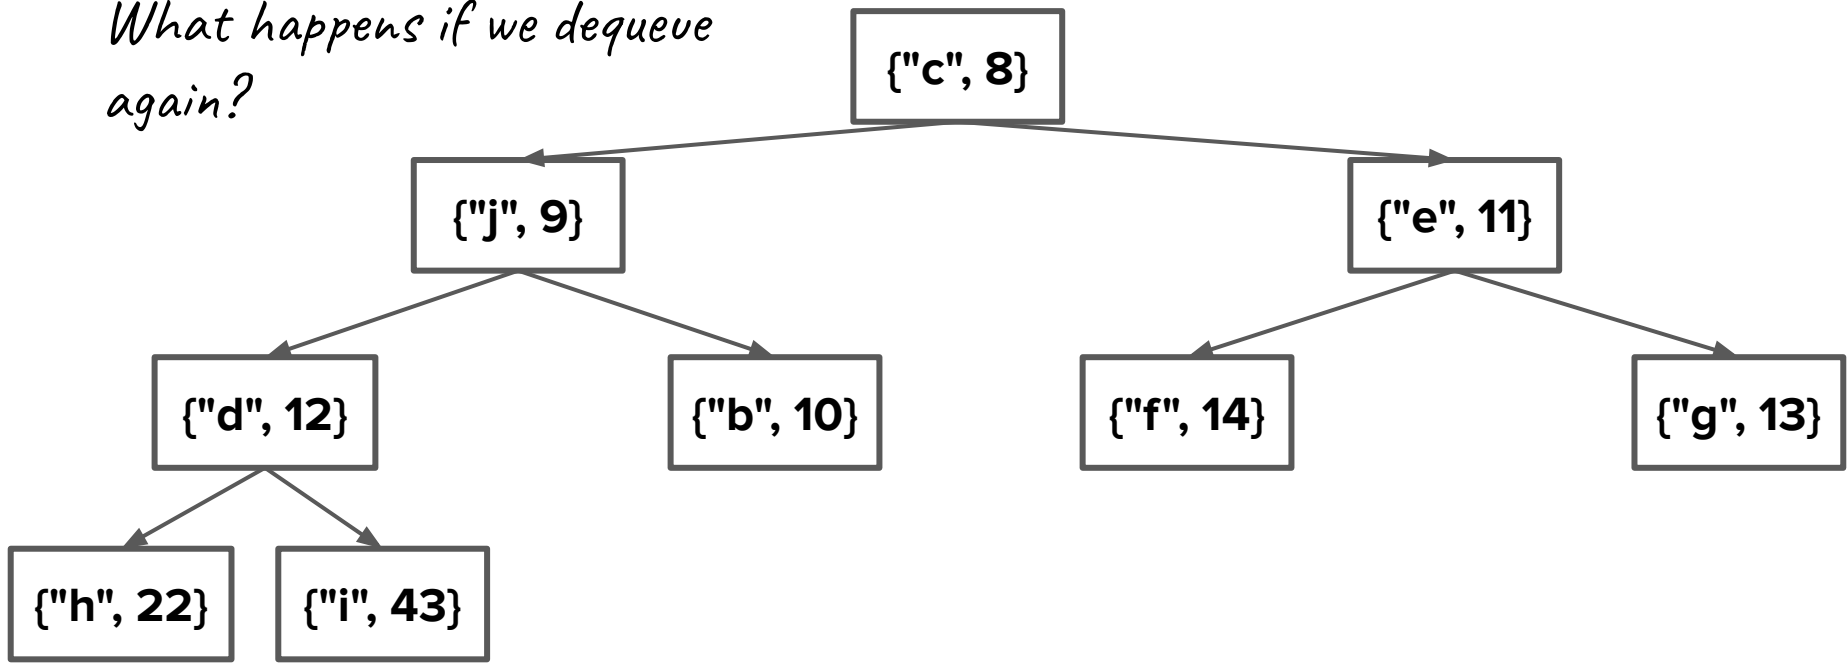 What happens if we dequeue
again?
{"c", 8}
{"j", 9}
{"e", 11}
{"d", 12}
{"b", 10}
{"f", 14}
{"g", 13}
{"h", 22}
{"i", 43}